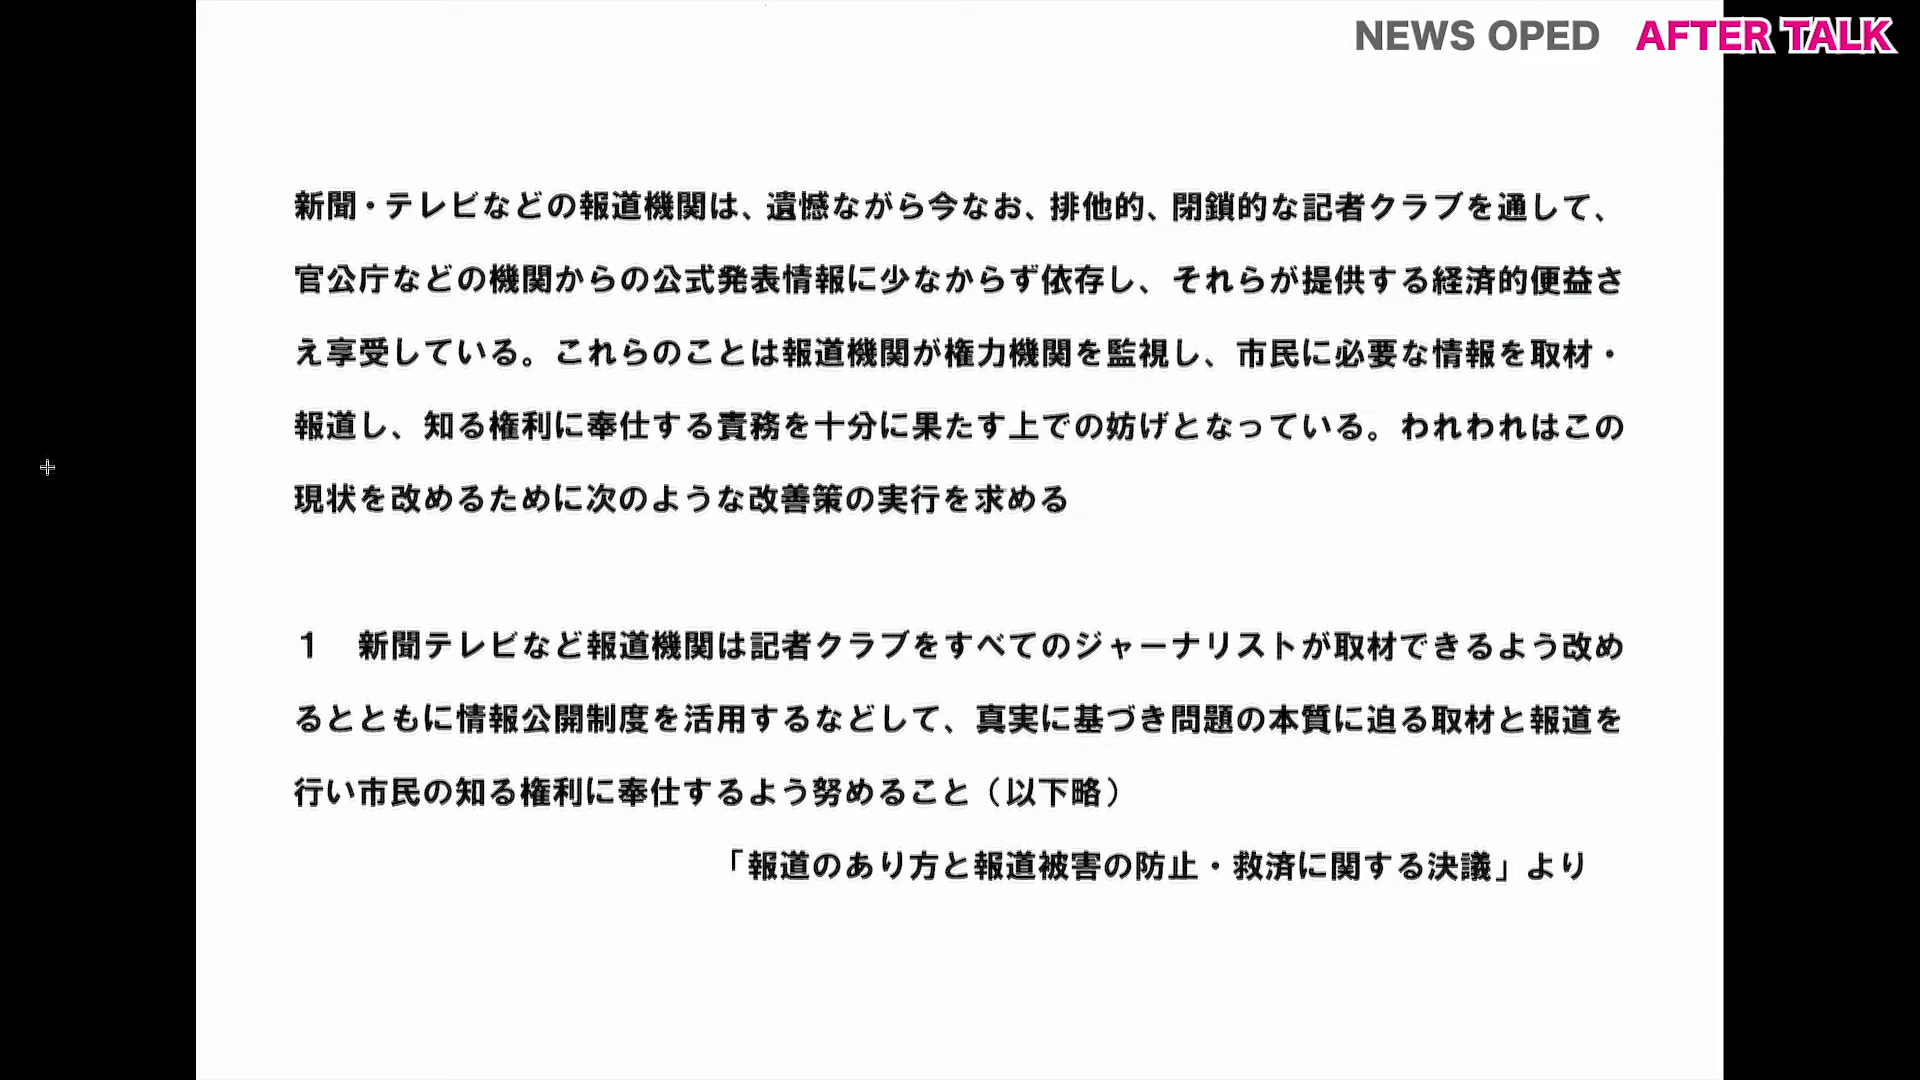 NEWS OPED AFTER TALK
新聞・テレビなどの報道機関は、遺憾ながら今なお、排他的、閉鎖的な記者クラブを通して、
官公庁などの機関からの公式発表情報に少なからず依存し、それらが提供する経済的便益さ
え享受している。これらのことは報道機関が権力機関を監視し、市民に必要な情報を取材・
報道し、知る権利に奉仕する責務を十分に果たす上での妨げとなっている。われわれはこの
現状を改めるために次のような改善策の実行を求める
１　新聞テレビなど報道機関は記者クラブをすべてのジャーナリストが取材できるよう改め
るとともに情報公開制度を活用するなどして、真実に基づき問題の本質に迫る取材と報道を
行い市民の知る権利に奉仕するよう努めること（以下略）
「報道のあり方と報道被害の防止・救済に関する決議」より